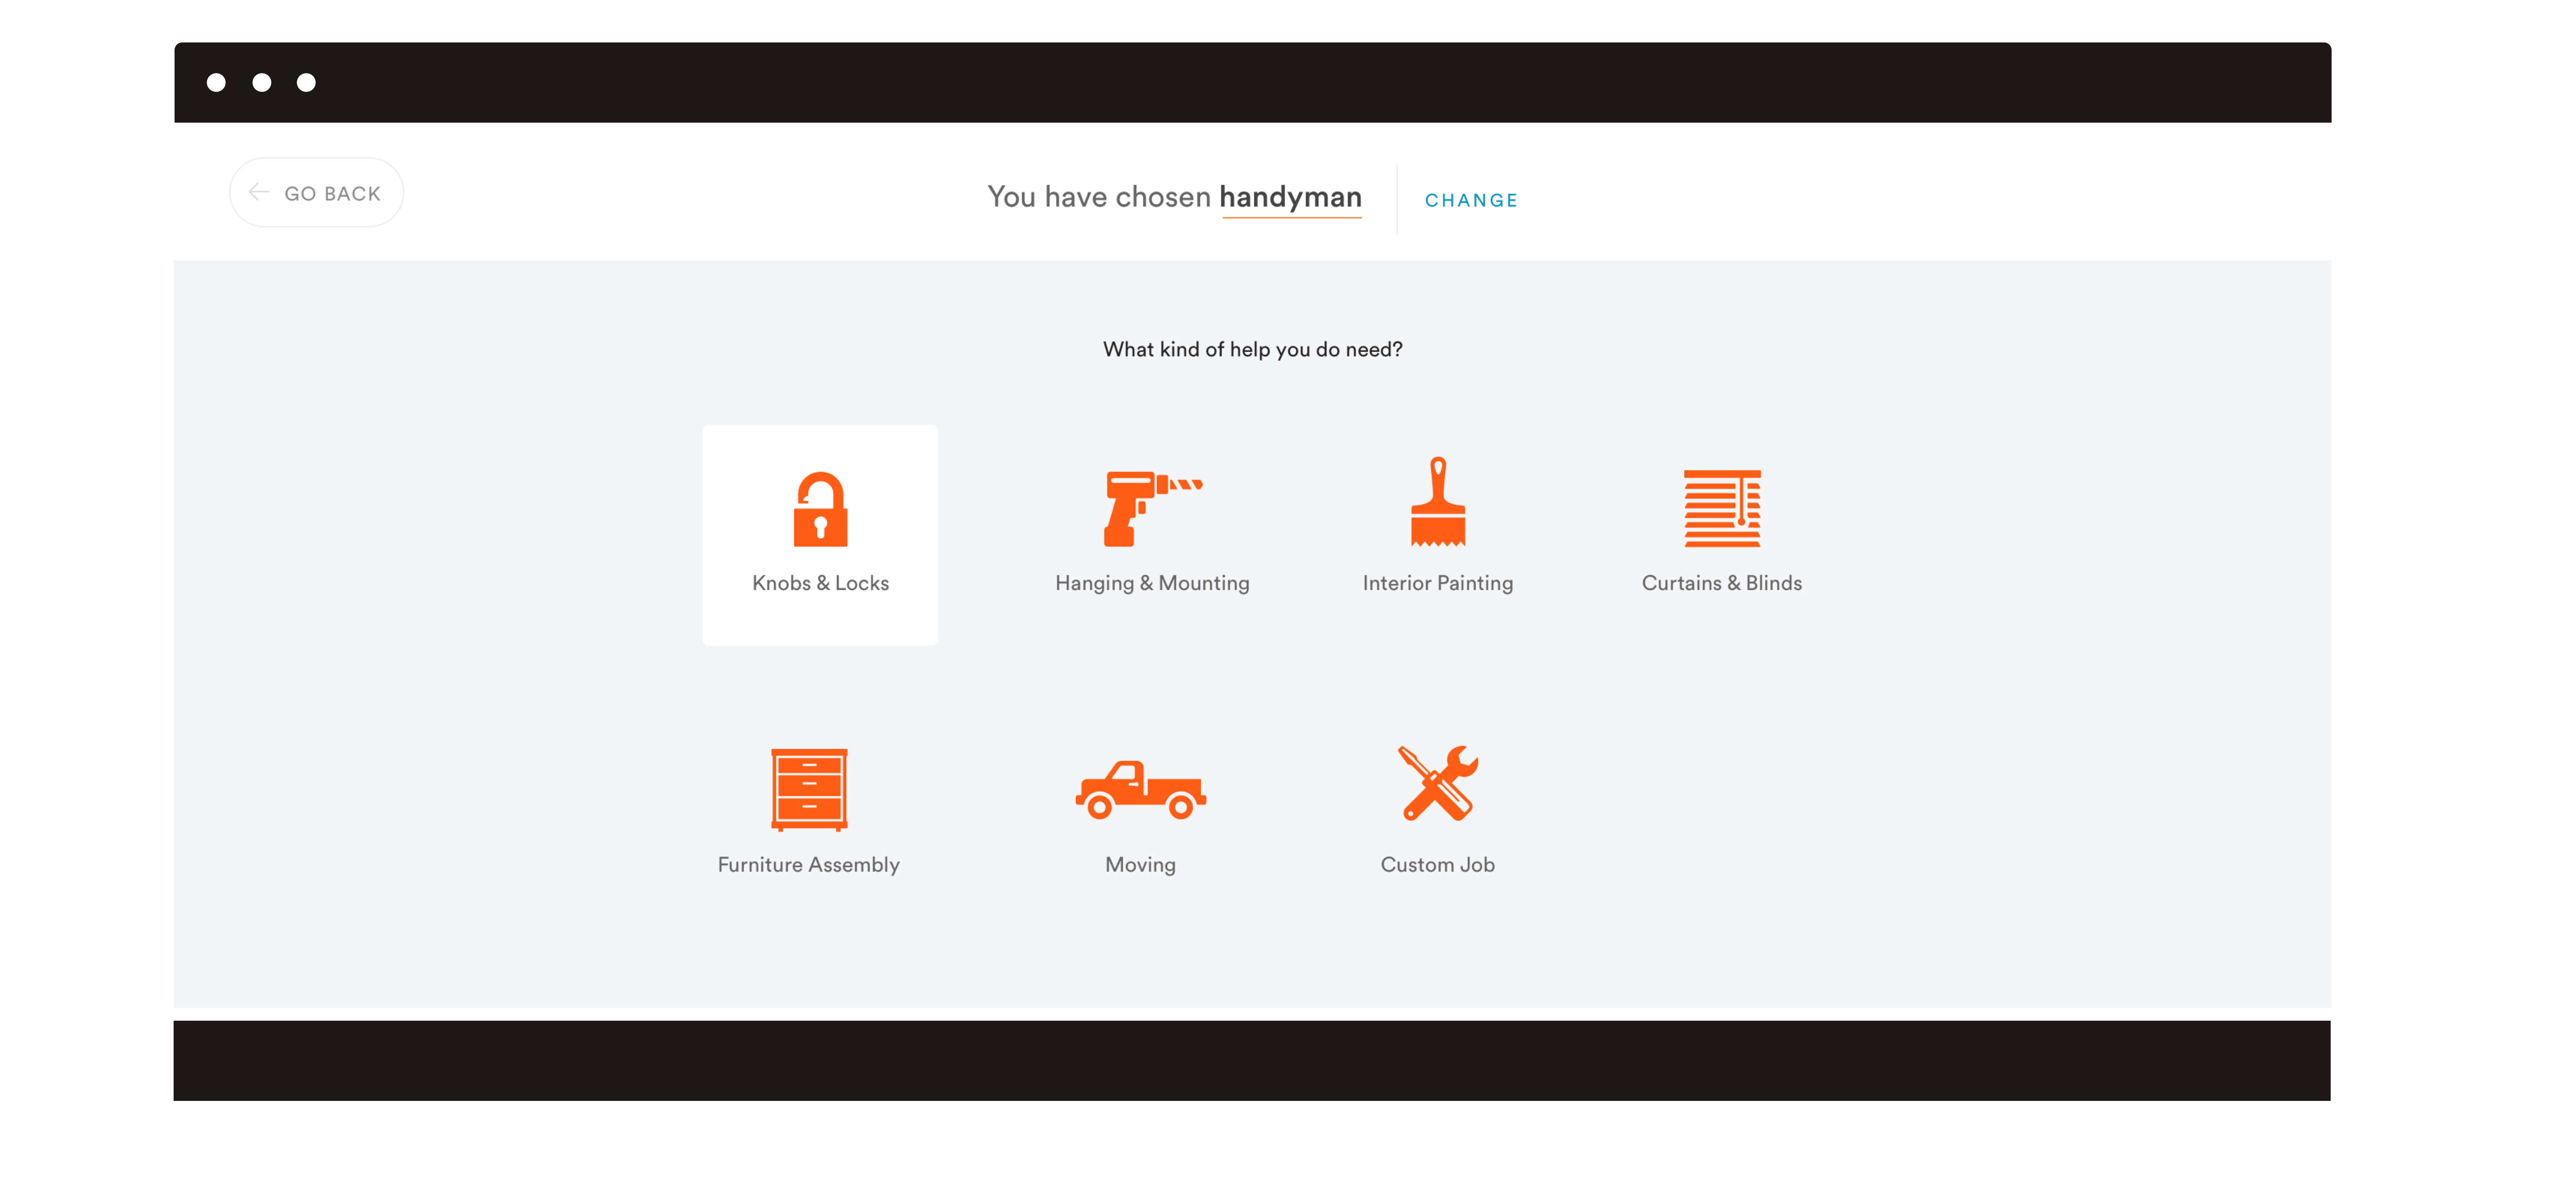 GO BACK
You have chosen handyman
CHANGE
What kind of help you do need?
Knobs & Locks
Hanging & Mounting
Interior Painting
Curtains & Blinds
Furniture Assembly
Moving
Custom Job